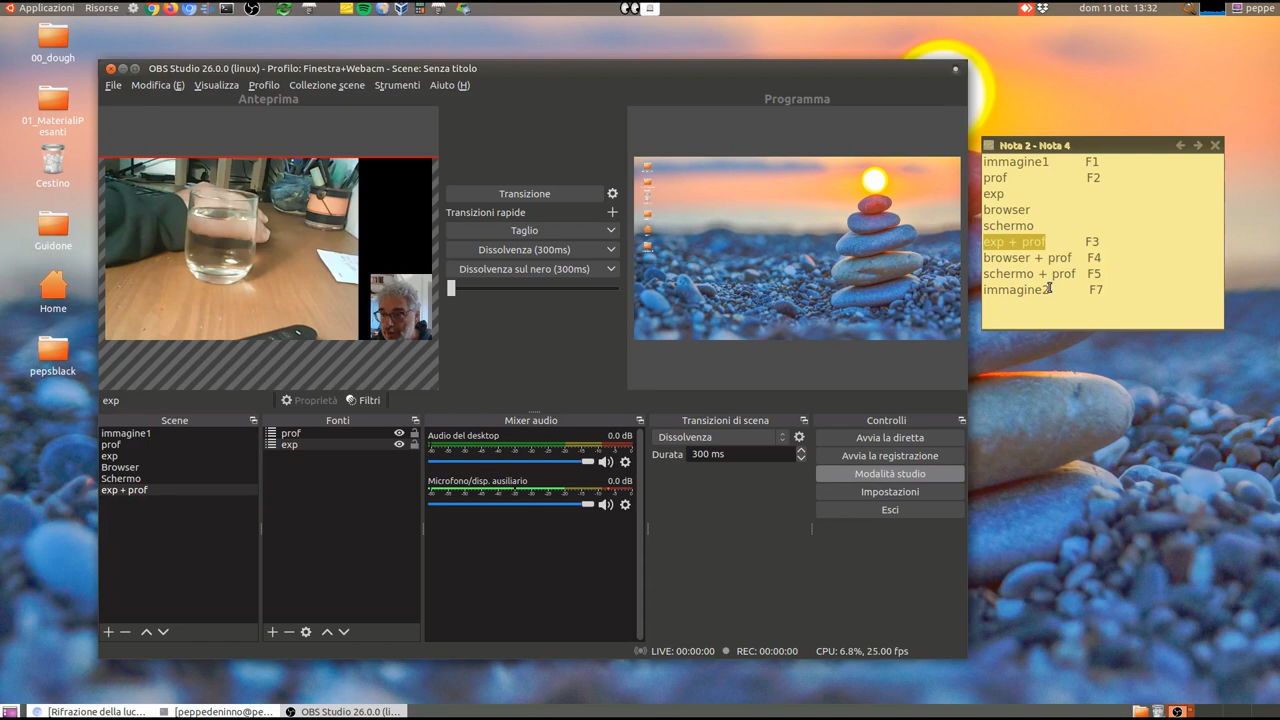 Applicazioni Risorse
dom 11 ott 13:32
peppe
00_dough
01_MaterialiP
esanti
Cestino
Guidone
Home
pepsblack
OBS Studio 26.0.0 (linux) - Profilo: Finestra+Webacm - Scene: Senza titolo
File Modifica (E) Visualizza Profilo Collezione scene Strumenti Aiuto (H)
Anteprima
Programma
Transizione
Transizioni rapide
Taglio
Dissolvenza (300ms)
Dissolvenza sul nero (300ms)
exp
Proprietà
Filtri
Scene
immagine1
prof
exp
Browser
Schermo
exp + prof
Fonti
prof
exp
Mixer audio
Audio del desktop 0.0 dB
Microfono/disp. ausiliario 0.0 dB
Transizioni di scena
Dissolvenza
Durata 300 ms
Controlli
Avvia la diretta
Avvia la registrazione
Modalità studio
Impostazioni
Esci
LIVE: 00:00:00 REC: 00:00:00 CPU: 6.8%, 25.00 fps
Nota 2 - Nota 4
immagine1 F1
prof F2
exp
browser
schermo
exp + prof F3
browser + prof F4
schermo + prof F5
immagine2 F7
[Rifrazione della luc...
[peppedeninno@pe...
OBS Studio 26.0.0 (li...